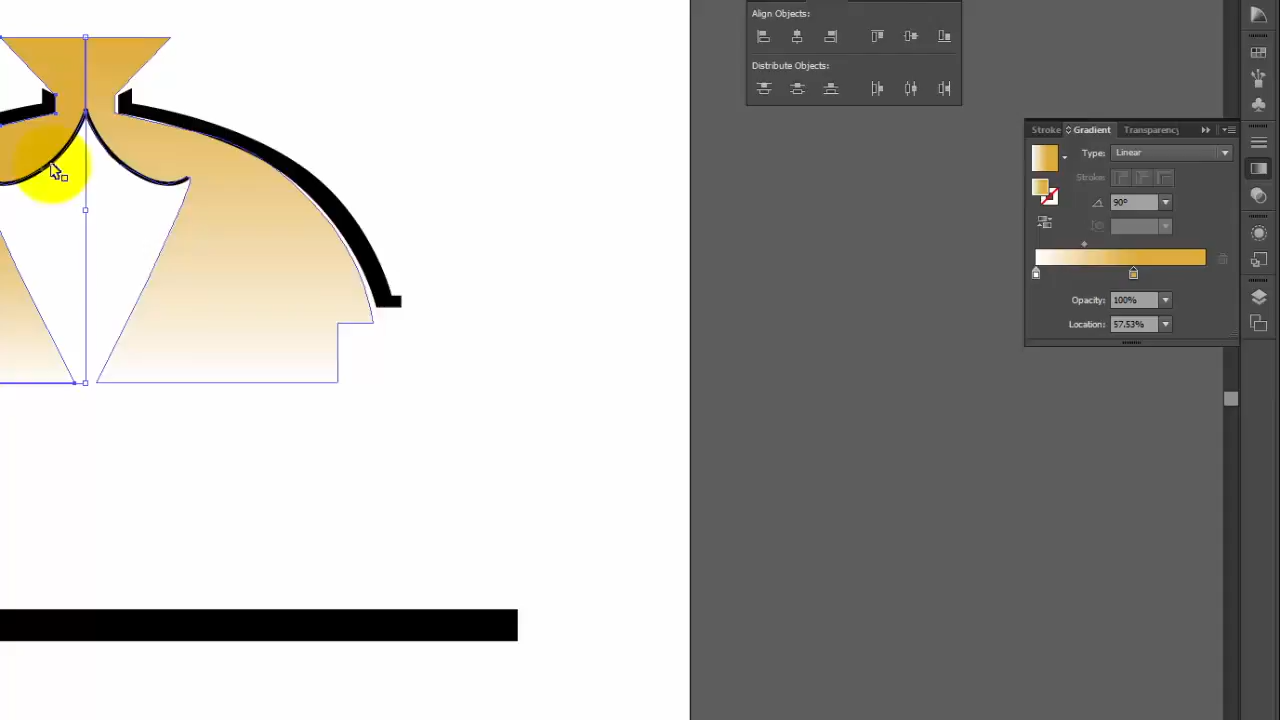 Align Objects:
Distribute Objects:
Stroke Gradient Transparency
Type: Linear
Stroke:
90°
Opacity: 100%
Location: 57.53%